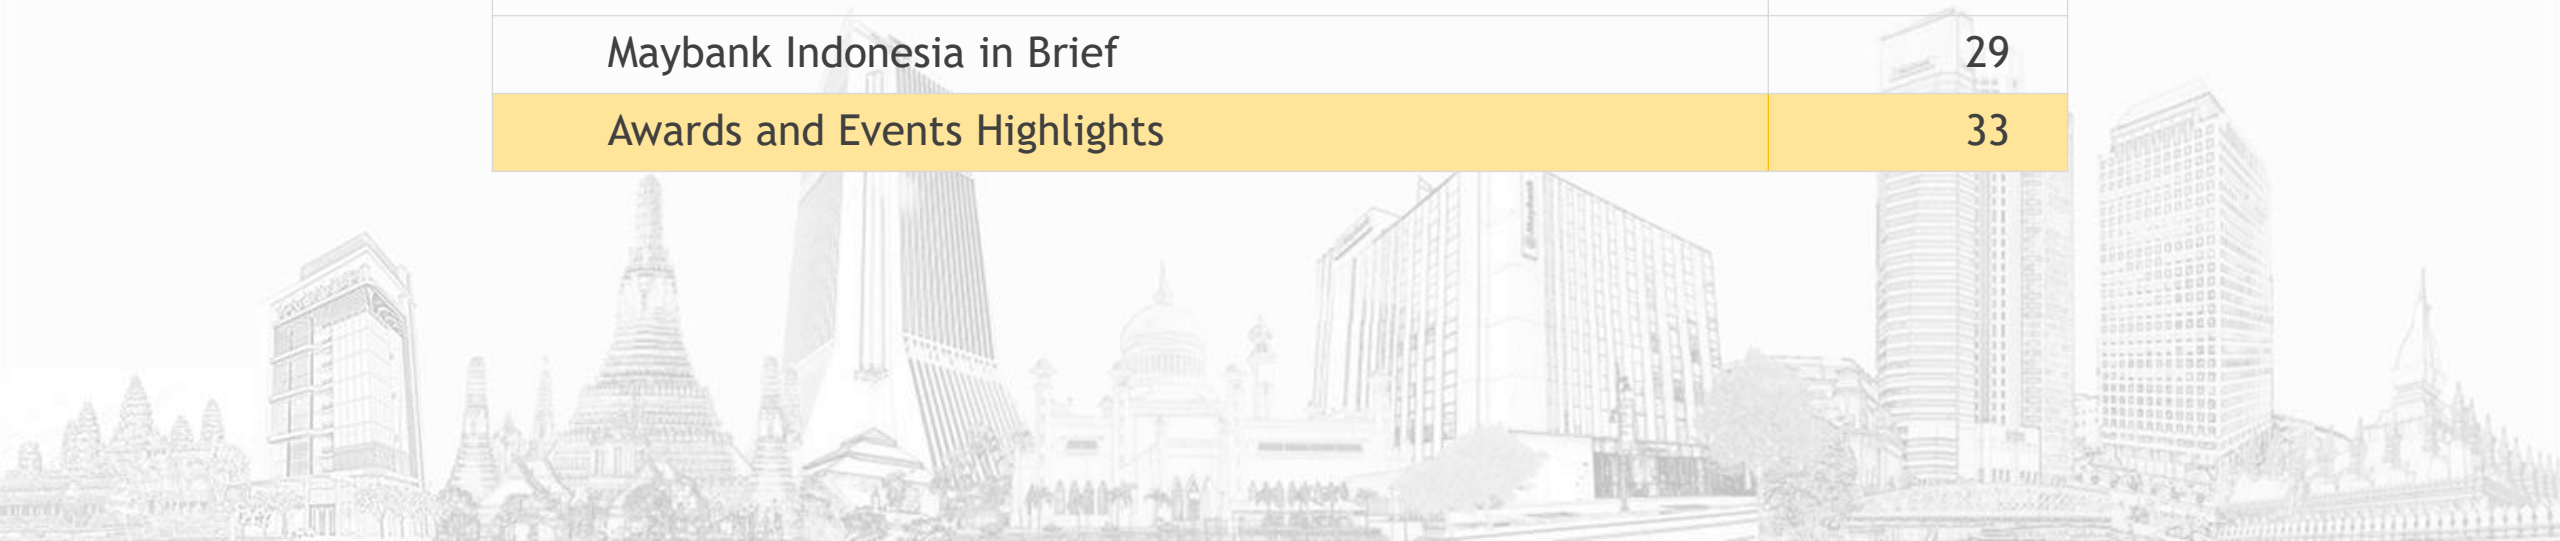 Maybank Indonesia in Brief 29
Awards and Events Highlights 33